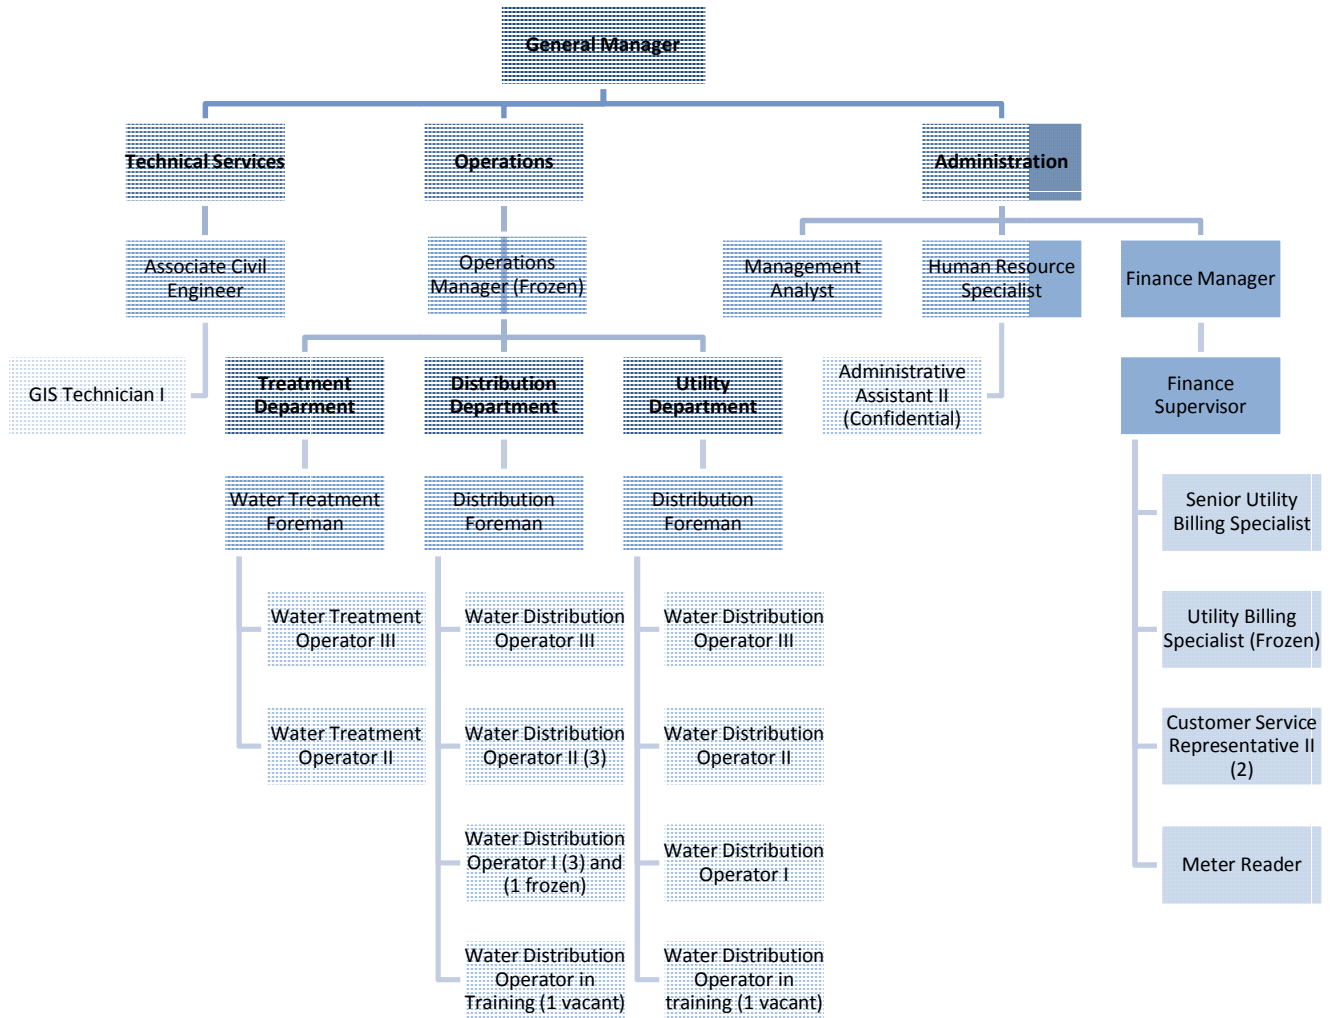 General Manager
Technical Services
Operations
Administration
Associate Civil
Engineer
Operations
Manager (Frozen)
Management
Analyst
Human Resource
Specialist
Finance Manager
GIS Technician I
Treatment
Deparment
Distribution
Department
Utility
Department
Administrative
Assistant II
(Confidential)
Finance
Supervisor
Water Treatment
Foreman
Distribution
Foreman
Distribution
Foreman
Senior Utility
Billing Specialist
Water Treatment
Operator III
Water Distribution
Operator III
Water Distribution
Operator III
Utility Billing
Specialist (Frozen)
Water Treatment
Operator II
Water Distribution
Operator II (3)
Water Distribution
Operator II
Customer Service
Representative II
(2)
Water Distribution
Operator I (3) and
(1 frozen)
Water Distribution
Operator I
Meter Reader
Water Distribution
Operator in
Training (1 vacant)
Water Distribution
Operator in
training (1 vacant)